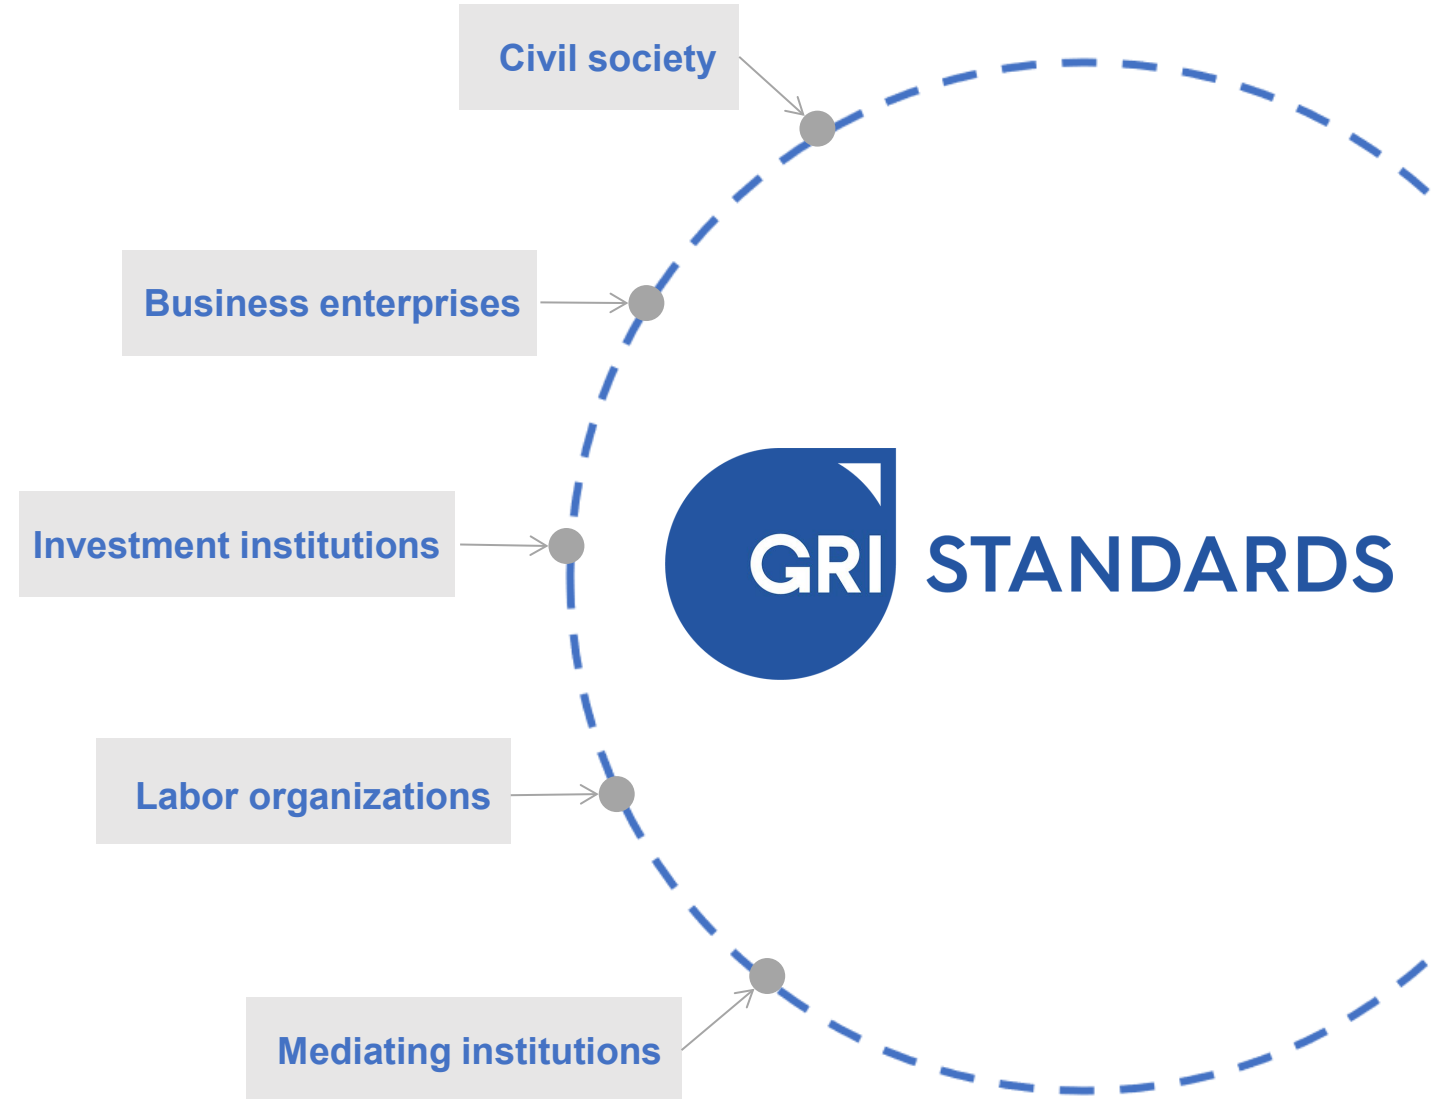 Civil society
Business enterprises
Investment institutions
GRI STANDARDS
Labor organizations
Mediating institutions